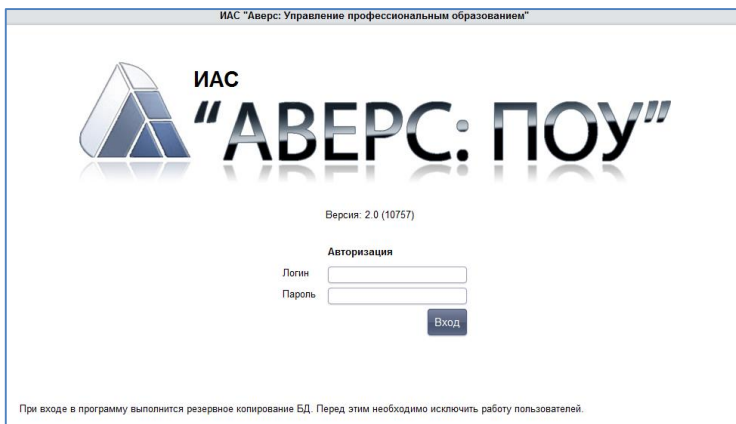 ИАС "Аверс: Управление профессиональным образованием"
ИАС
"АВЕРС: ПОУ"
Версия: 2.0 (10757)
Авторизация
Логин
Пароль
Вход
При входе в программу выполнится резервное копирование БД. Перед этим необходимо исключить работу пользователей.